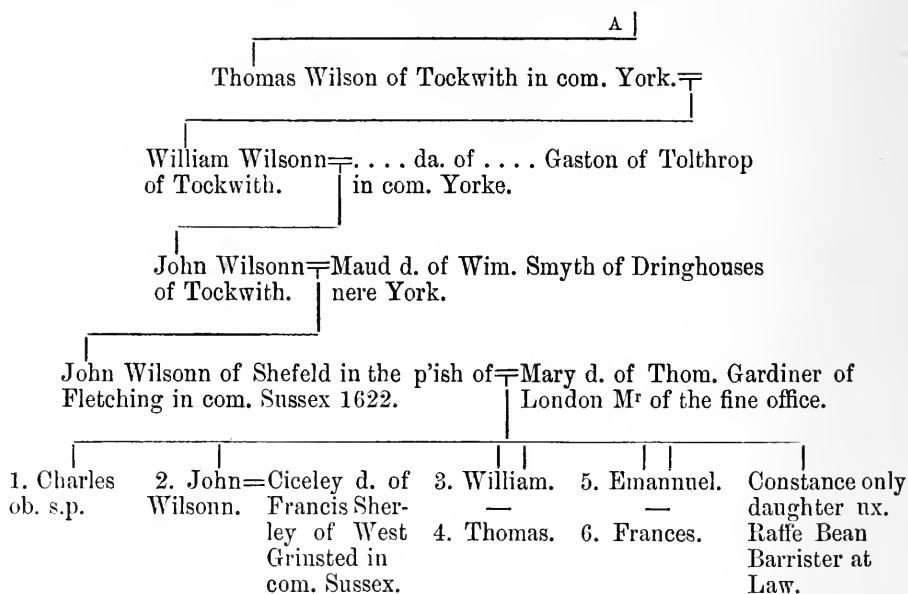 A
Thomas Wilson of Tockwith in com. York.
William Wilsonn=. . . . da. of . . . . Gaston of Tolthrop
of Tockwith. in com. Yorke.
John Wilsonn=Maud d. of Wim. Smyth of Dringhouses
of Tockwith. nere York.
John Wilsonn of Shefeld in the p'ish of=Mary d. of Thom. Gardiner of
Fletching in com. Sussex 1622. London Mr of the fine office.
1. Charles
ob. s.p.
2. John=
Wilsonn.
Ciceley d. of
Francis Sher-
ley of West
Grinsted in
com. Sussex.
3. William.
—
4. Thomas.
5. Emannuel.
—
6. Frances.
Constance only
daughter ux.
Raffe Bean
Barrister at
Law.